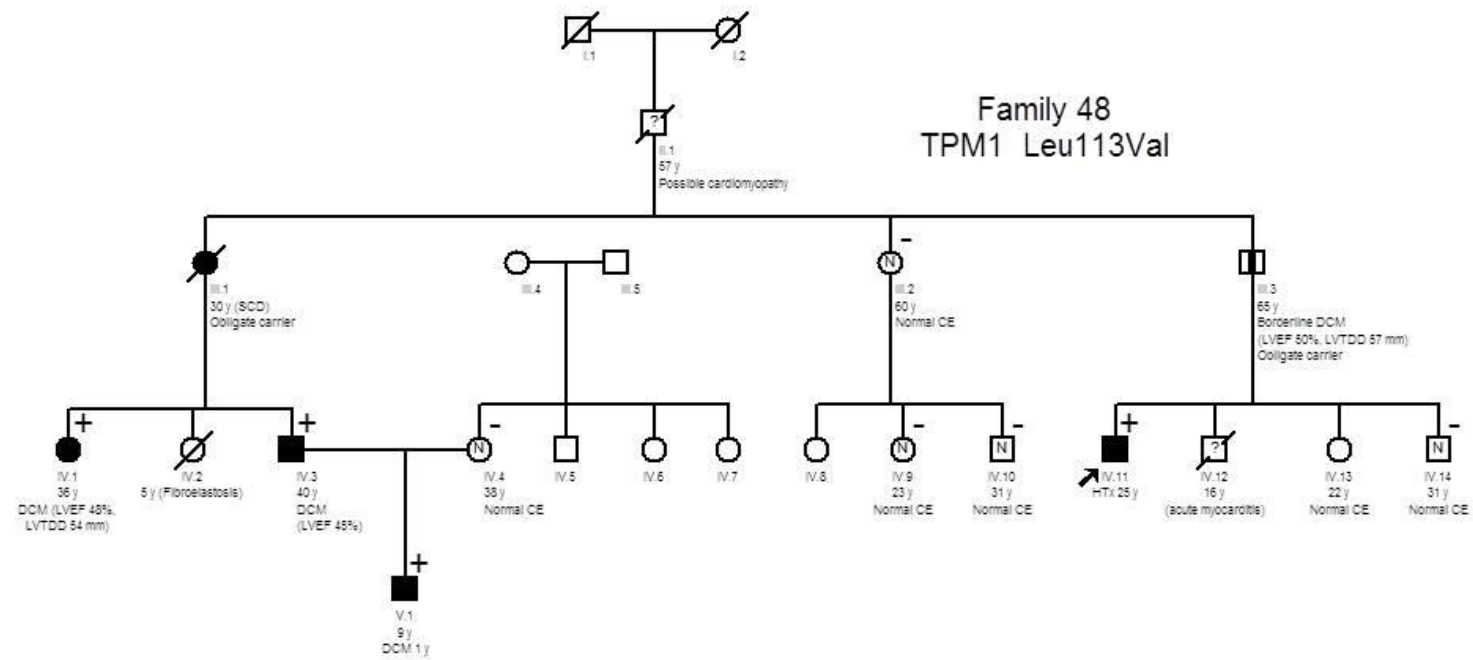 I.1
I.2
Family 48
TPM1 Leu113Val
?
II.1
57 y
Possible cardiomyopathy
III.1
30 y (SCD)
Obligate carrier
III.4
III.5
N
-
III.2
60 y
Normal CE
III.3
65 y
Borderline DCM
(LVEF 50%, LVTDD 57 mm)
Obligate carrier
+
IV.1
36 y
DCM (LVEF 48%,
LVTDD 54 mm)
IV.2
5 y (Fibroelastosis)
+
IV.3
40 y
DCM
(LVEF 45%)
N
-
IV.4
38 y
Normal CE
IV.5
IV.6
IV.7
IV.8
N
-
IV.9
23 y
Normal CE
N
-
IV.10
31 y
Normal CE
+
IV.11
HTx 25 y
?
IV.12
16 y
(acute myocarditis)
IV.13
22 y
Normal CE
N
-
IV.14
31 y
Normal CE
+
V.1
9 y
DCM 1 y